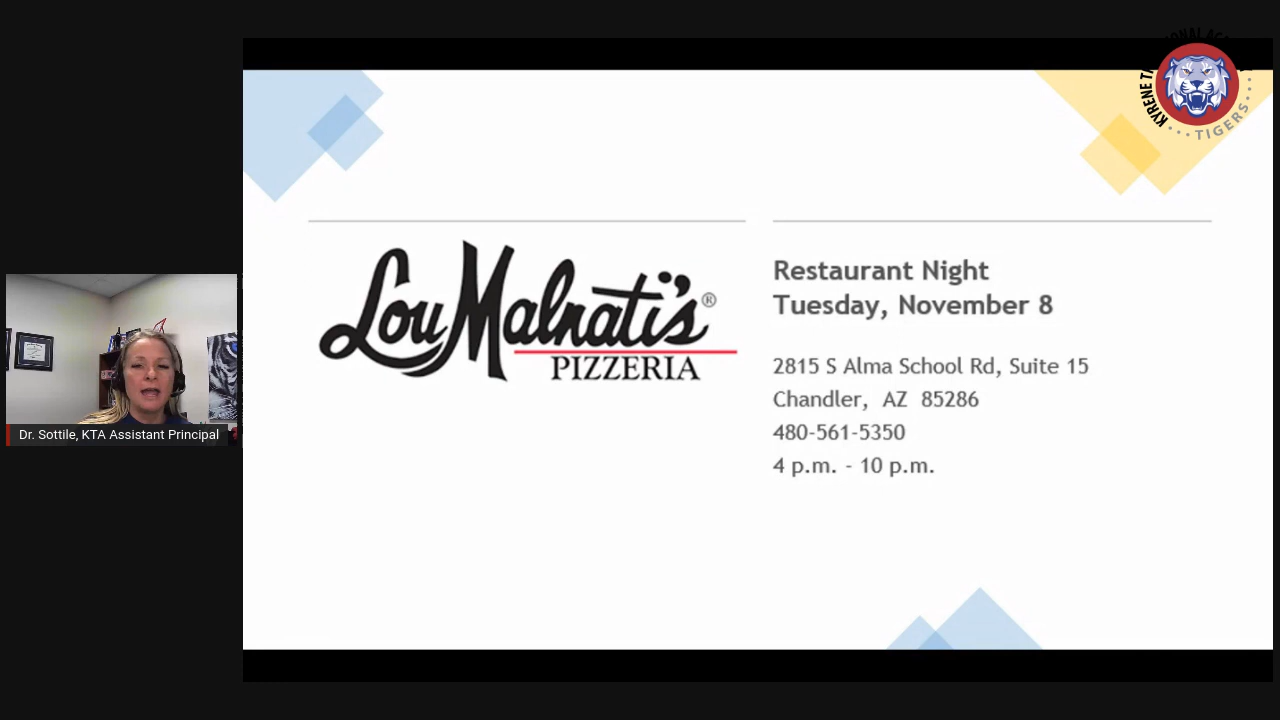 KYRENE
TIGERS
Lou Malnati's®
PIZZERIA
Restaurant Night
Tuesday, November 8
2815 S Alma School Rd, Suite 15
Chandler, AZ 85286
480-561-5350
4 p.m. - 10 p.m.
Dr. Sottile, KTA Assistant Principal